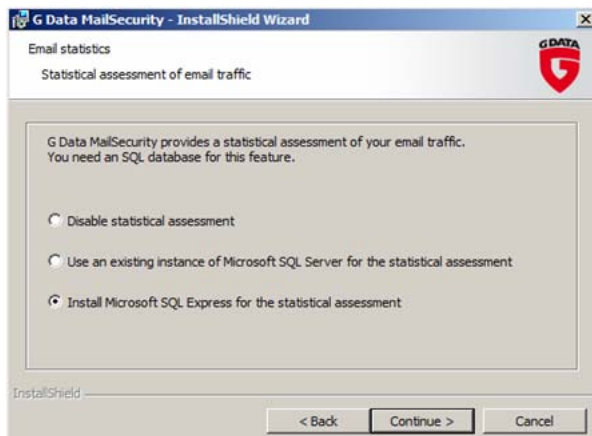 G Data MailSecurity - InstallShield Wizard
Email statistics
Statistical assessment of email traffic
G DATA
G Data MailSecurity provides a statistical assessment of your email traffic.
You need an SQL database for this feature.
Disable statistical assessment
Use an existing instance of Microsoft SQL Server for the statistical assessment
Install Microsoft SQL Express for the statistical assessment
InstallShield
< Back
Continue >
Cancel